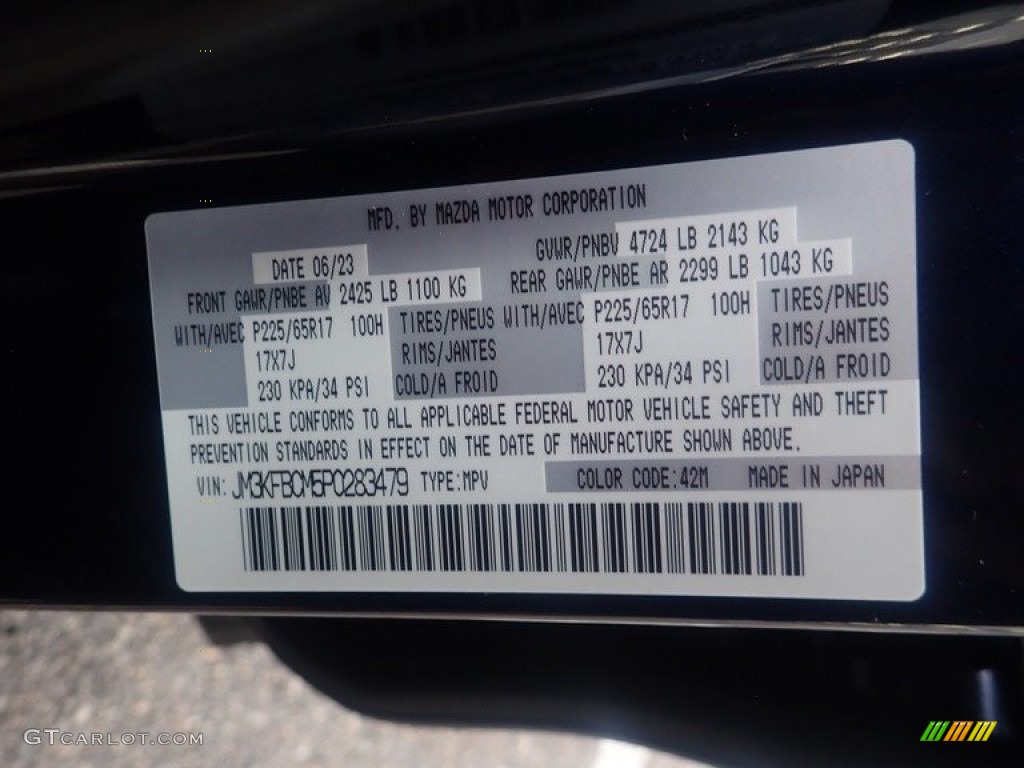 MFD. BY MAZDA MOTOR CORPORATION
DATE 06/23 GVWR/PNBV 4724 LB 2143 KG
FRONT GAWR/PNBE AV 2425 LB 1100 KG REAR GAWR/PNBE AR 2299 LB 1043 KG
WITH/AVEC P225/65R17 100H TIRES/PNEUS WITH/AVEC P225/65R17 100H TIRES/PNEUS
17X7J RIMS/JANTES 17X7J RIMS/JANTES
230 KPA/34 PSI COLD/A FROID 230 KPA/34 PSI COLD/A FROID
THIS VEHICLE CONFORMS TO ALL APPLICABLE FEDERAL MOTOR VEHICLE SAFETY AND THEFT
PREVENTION STANDARDS IN EFFECT ON THE DATE OF MANUFACTURE SHOWN ABOVE.
VIN: JM3KFBCM5P0283479 TYPE:MPV COLOR CODE:42M MADE IN JAPAN
GTCARLOT.COM